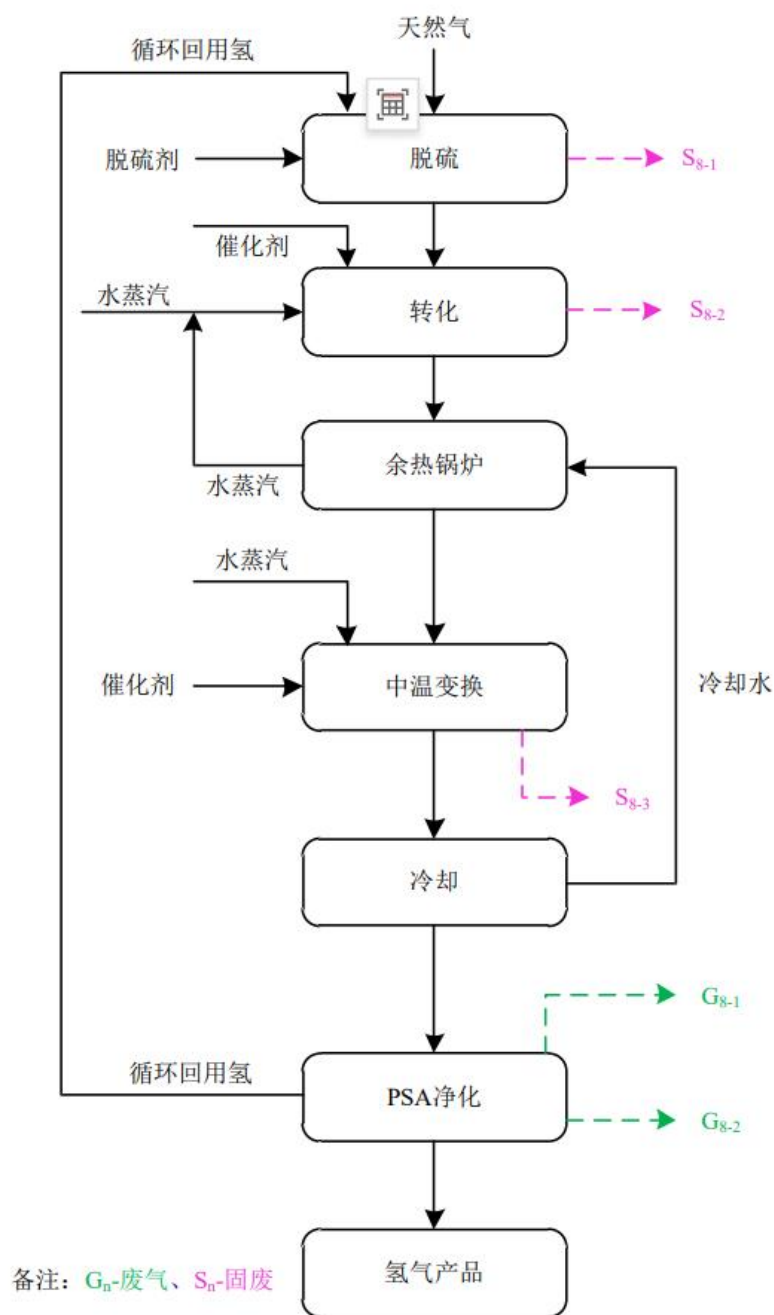 天然气
循环回用氢
脱硫剂
脱硫
S8-1
催化剂
水蒸汽
转化
S8-2
余热锅炉
水蒸汽
水蒸汽
催化剂
中温变换
冷却水
S8-3
冷却
G8-1
循环回用氢
PSA净化
G8-2
氢气产品
备注：Gn-废气、Sn-固废